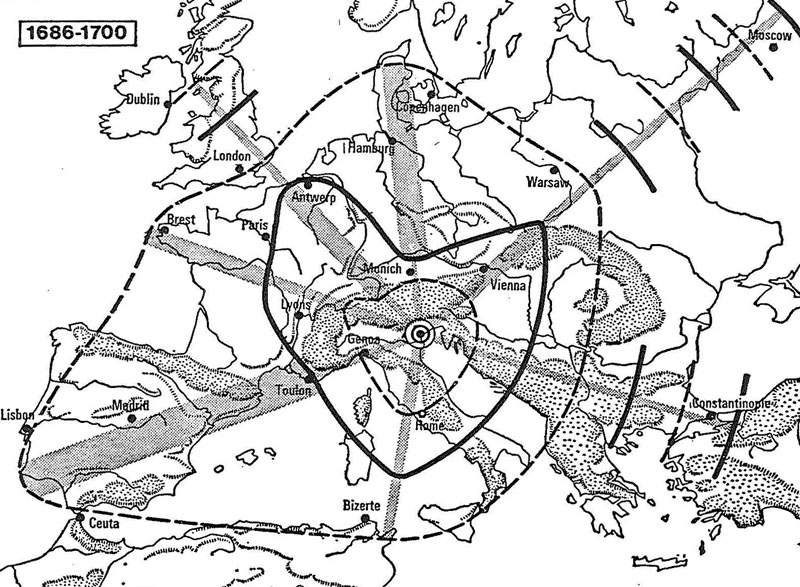 1686-1700
Moscow
Dublin
Copenhagen
Hamburg
London
Warsaw
Antwerp
Brest
Paris
Munich
Vienna
Lyons
Genoa
Toulon
Constantinople
Madrid
Lisbon
Rome
Bizerte
Ceuta